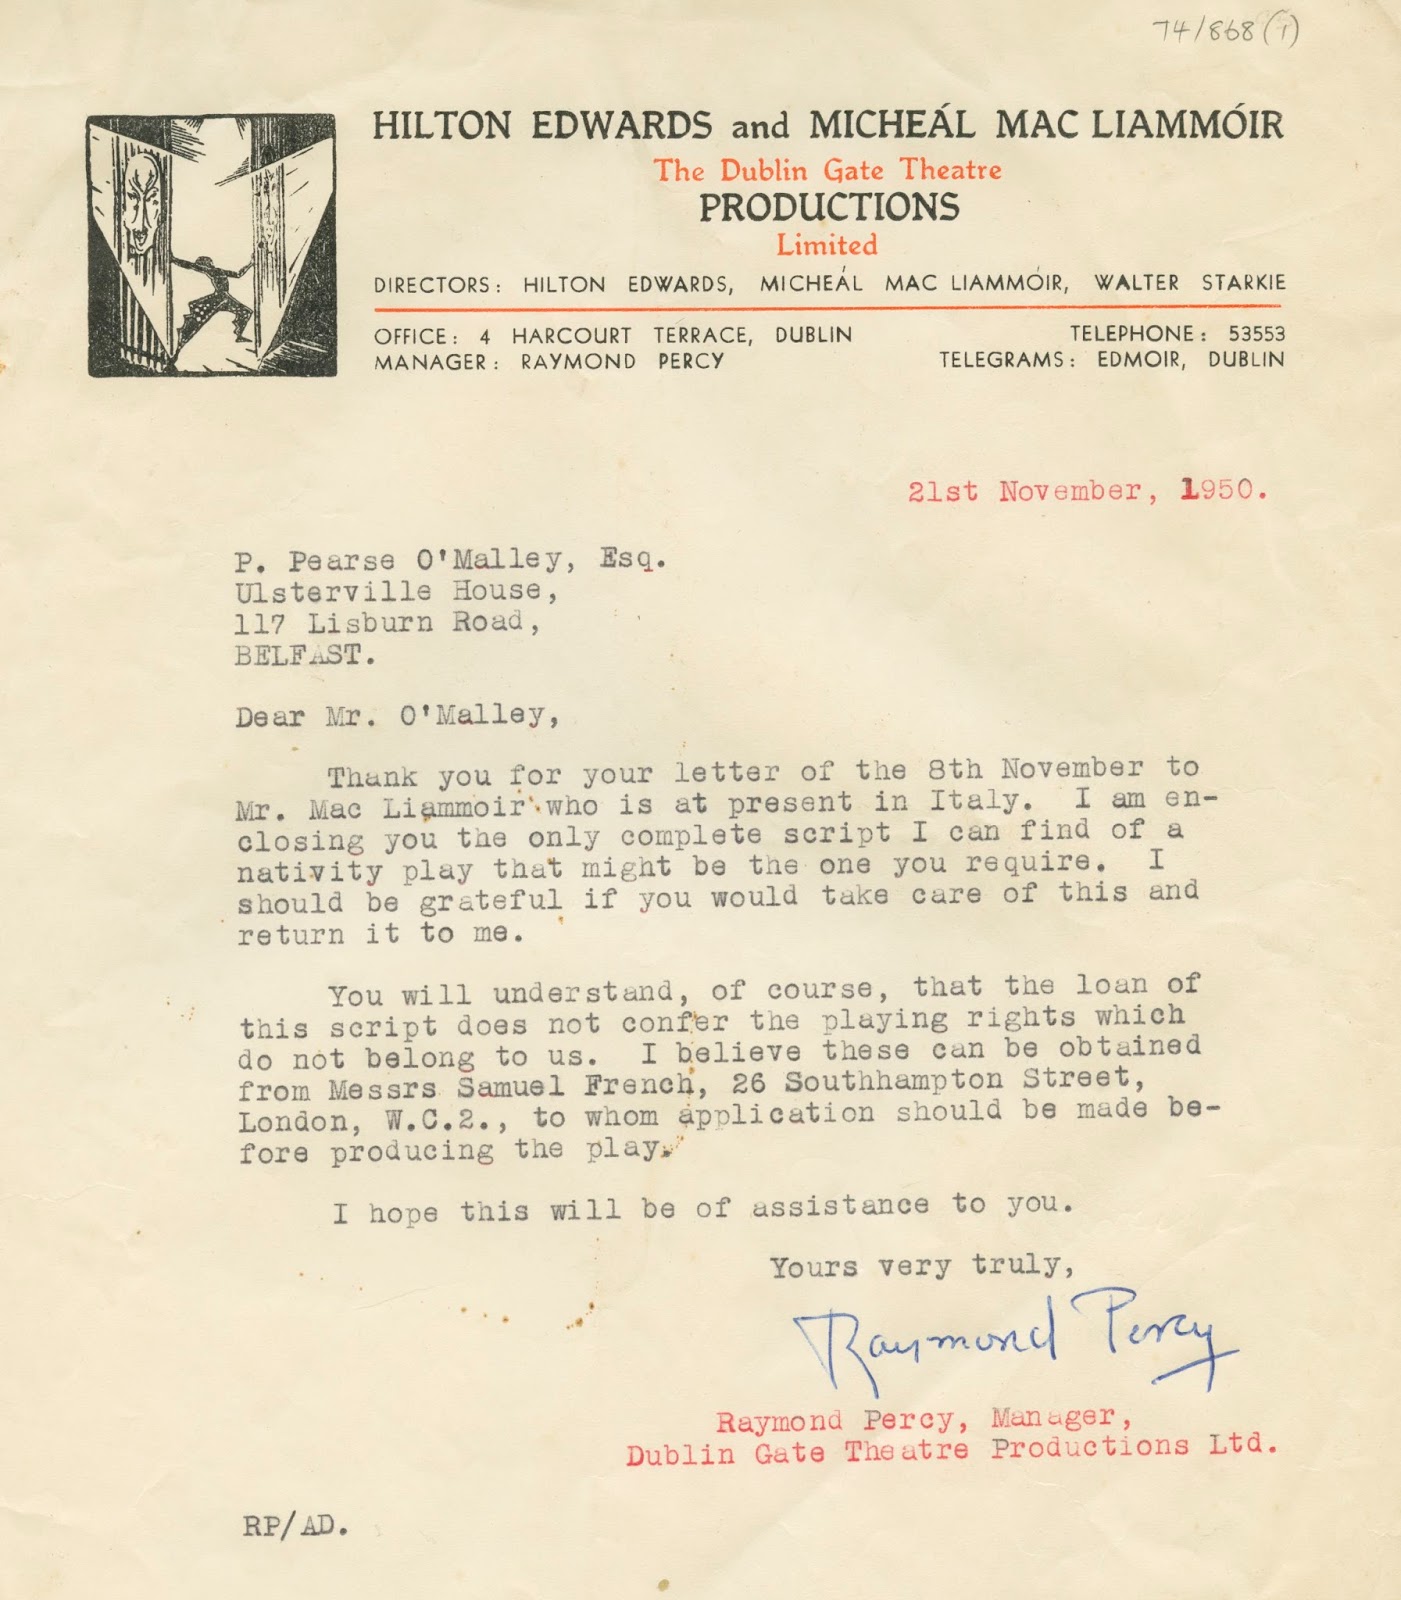 74/868(1)
HILTON EDWARDS and MICHEÁL MAC LIAMMÓIR
The Dublin Gate Theatre
PRODUCTIONS
Limited
DIRECTORS: HILTON EDWARDS, MICHEÁL MAC LIAMMÓIR, WALTER STARKIE
OFFICE: 4 HARCOURT TERRACE, DUBLIN TELEPHONE: 53553
MANAGER: RAYMOND PERCY TELEGRAMS: EDMOIR, DUBLIN
21st November, 1950.
P. Pearse O'Malley, Esq.
Ulsterville House,
117 Lisburn Road,
BELFAST.
Dear Mr. O'Malley,
Thank you for your letter of the 8th November to
Mr. Mac Liammoir who is at present in Italy. I am en-
closing you the only complete script I can find of a
nativity play that might be the one you require. I
should be grateful if you would take care of this and
return it to me.
You will understand, of course, that the loan of
this script does not confer the playing rights which
do not belong to us. I believe these can be obtained
from Messrs Samuel French, 26 Southhampton Street,
London, W.C.2., to whom application should be made be-
fore producing the play.
I hope this will be of assistance to you.
Yours very truly,
Raymond Percy
Raymond Percy, Manager,
Dublin Gate Theatre Productions Ltd.
RP/AD.